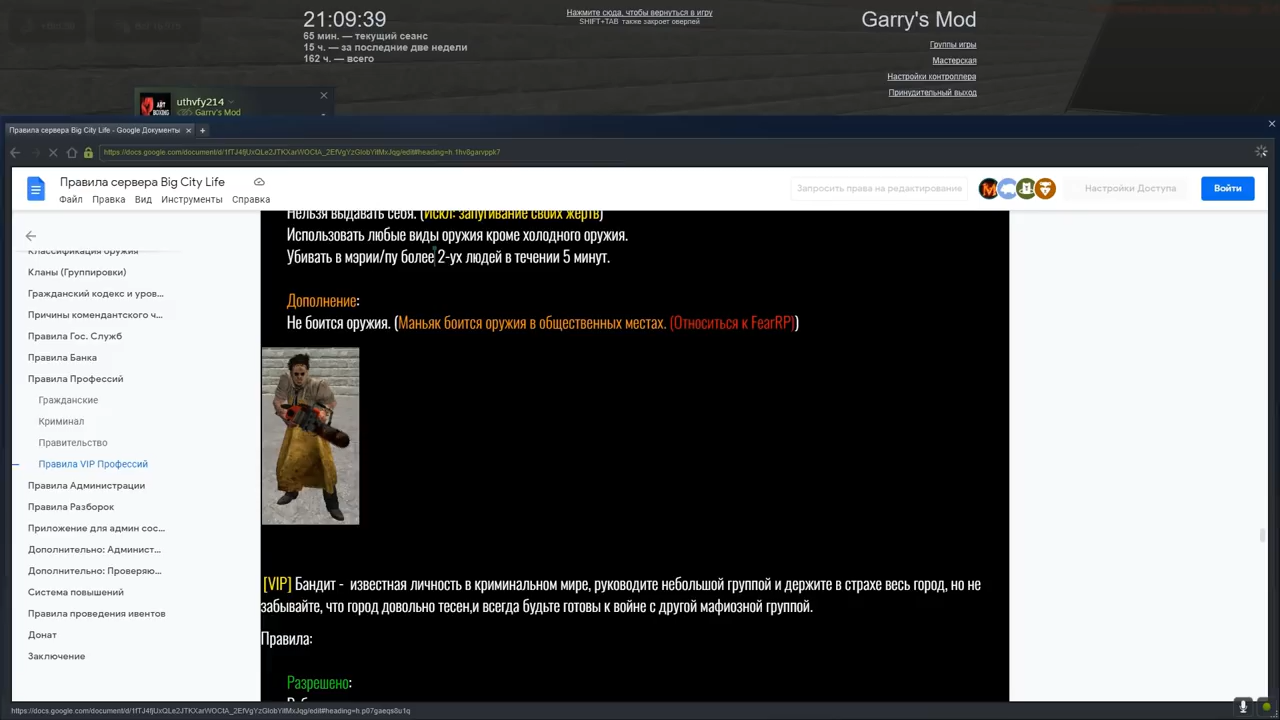 21:09:39
65 мин. — текущий сеанс
15 ч. — за последние две недели
162 ч. — всего
Нажмите сюда, чтобы вернуться в игру
SHIFT+TAB также закроет оверлей
Garry's Mod
Группы игры
Мастерская
Настройки контроллера
Принудительный выход
uthvfy214
Garry's Mod
Правила сервера Big City Life - Google Документы
Правила сервера Big City Life
Файл Правка Вид Инструменты Справка
Запросить права на редактирование
Настройки Доступа
Войти
Классификация оружия
Кланы (Группировки)
Гражданский кодекс и уров...
Причины комендантского ч...
Правила Гос. Служб
Правила Банка
Правила Профессий
Гражданские
Криминал
Правительство
Правила VIP Профессий
Правила Администрации
Правила Разборок
Приложение для админ сос...
Дополнительно: Админист...
Дополнительно: Проверяю...
Система повышений
Правила проведения ивентов
Донат
Заключение
Нельзя выдавать себя. (Искл: запугивание своих жертв)
Использовать любые виды оружия кроме холодного оружия.
Убивать в мэрии/пу более 2-ух людей в течении 5 минут.
Дополнение:
Не боится оружия. (Маньяк боится оружия в общественных местах. (Относиться к FearRP))
[VIP] Бандит - известная личность в криминальном мире, руководите небольшой группой и держите в страхе весь город, но не
забывайте, что город довольно тесен,и всегда будьте готовы к войне с другой мафиозной группой.
Правила:
Разрешено: